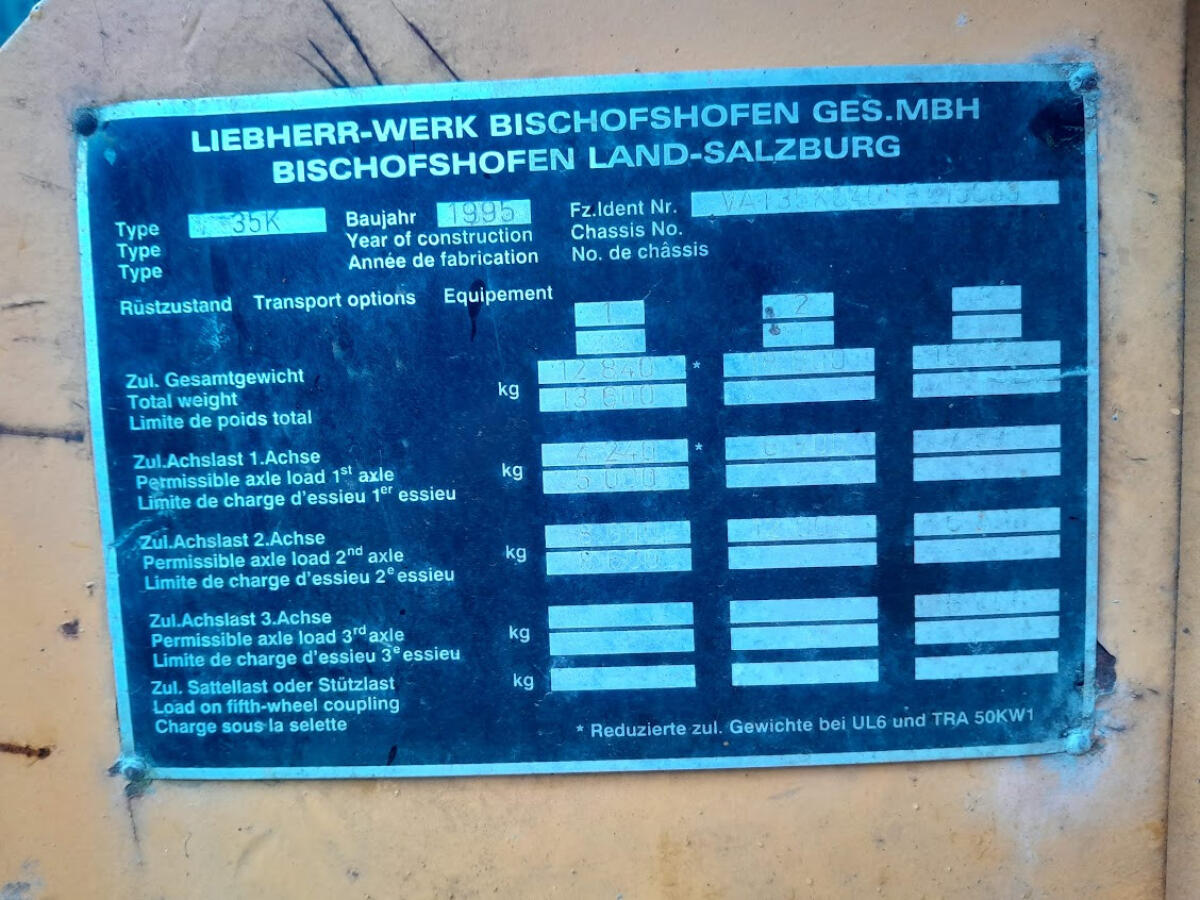 LIEBHERR-WERK BISCHOFSHOFEN GES.MBH
BISCHOFSHOFEN LAND-SALZBURG
Type 35K Baujahr 1995 Fz.Ident Nr.
Type Year of construction Chassis No.
Type Année de fabrication No. de châssis
Rüstzustand Transport options Equipement 1 2
Zul. Gesamtgewicht 12 840 *
Total weight kg 13 600
Limite de poids total
Zul.Achslast 1.Achse 4 240 *
Permissible axle load 1st axle kg 5 000
Limite de charge d'essieu 1er essieu
Zul.Achslast 2.Achse
Permissible axle load 2nd axle kg 8 600
Limite de charge d'essieu 2e essieu
Zul.Achslast 3.Achse
Permissible axle load 3rd axle kg
Limite de charge d'essieu 3e essieu
Zul. Sattellast oder Stützlast kg
Load on fifth-wheel coupling
Charge sous la selette
* Reduzierte zul. Gewichte bei UL6 und TRA 50KW1